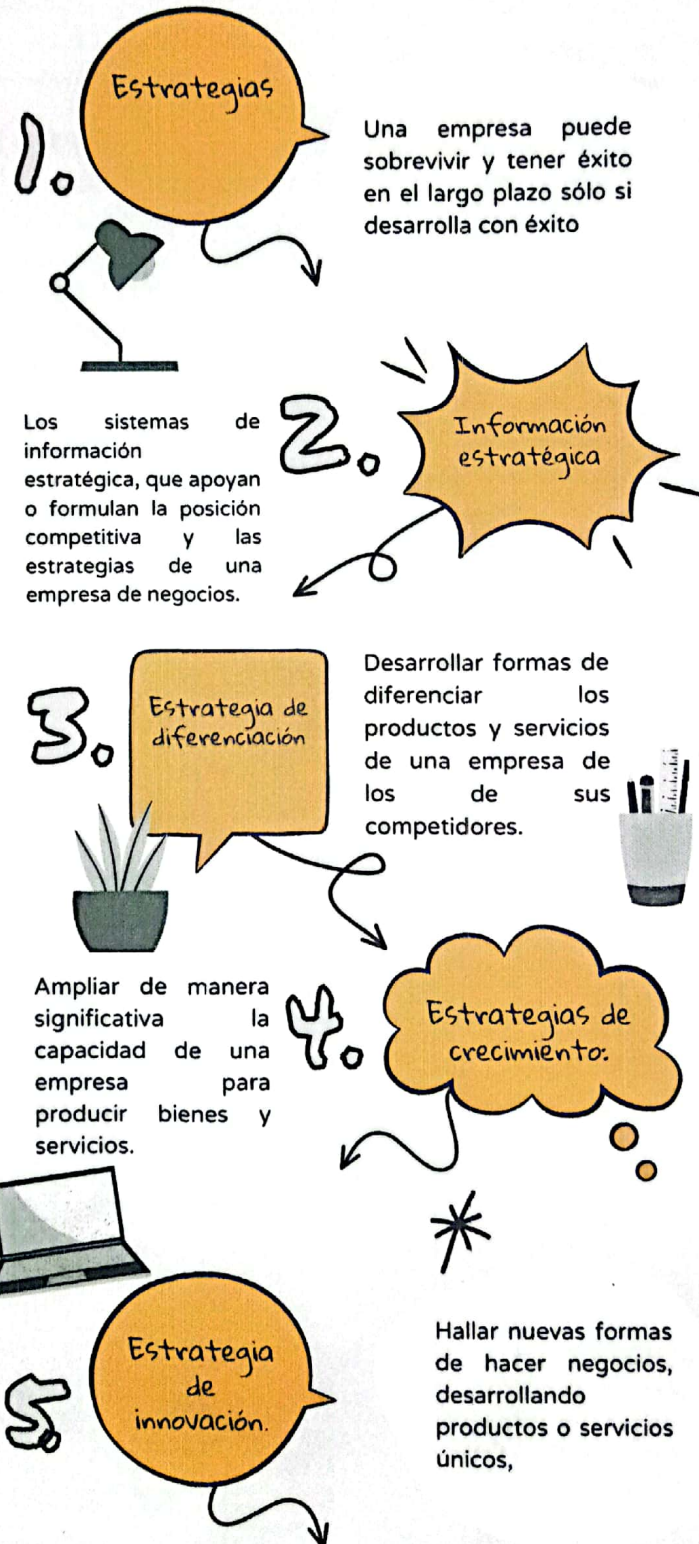 1.
Estrategias
Una empresa puede
sobrevivir y tener éxito
en el largo plazo sólo si
desarrolla con éxito
2.
Información
estratégica
Los sistemas de
información
estratégica, que apoyan
o formulan la posición
competitiva y las
estrategias de una
empresa de negocios.
3.
Estrategia de
diferenciación
Desarrollar formas de
diferenciar los
productos y servicios
de una empresa de
los de sus
competidores.
4.
Estrategias de
crecimiento:
Ampliar de manera
significativa la
capacidad de una
empresa para
producir bienes y
servicios.
5.
Estrategia
de
innovación.
Hallar nuevas formas
de hacer negocios,
desarrollando
productos o servicios
únicos,